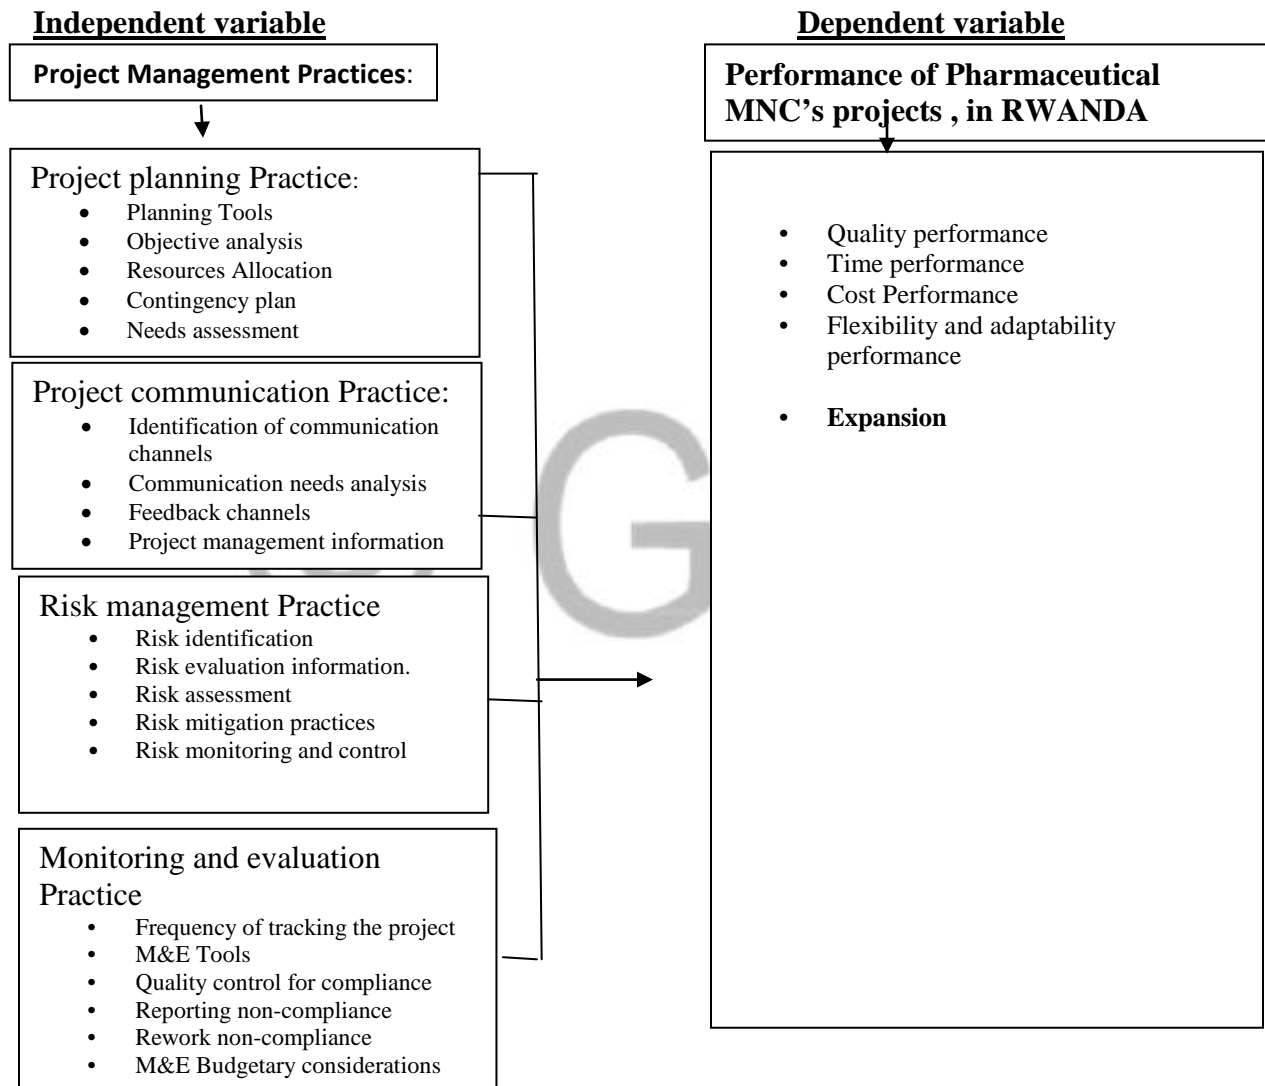 Independent variable
Project Management Practices:
Project planning Practice:
• Planning Tools
• Objective analysis
• Resources Allocation
• Contingency plan
• Needs assessment
Project communication Practice:
• Identification of communication
channels
• Communication needs analysis
• Feedback channels
• Project management information
Risk management Practice
• Risk identification
• Risk evaluation information.
• Risk assessment
• Risk mitigation practices
• Risk monitoring and control
Monitoring and evaluation
Practice
• Frequency of tracking the project
• M&E Tools
• Quality control for compliance
• Reporting non-compliance
• Rework non-compliance
• M&E Budgetary considerations
Dependent variable
Performance of Pharmaceutical
MNC’s projects , in RWANDA
• Quality performance
• Time performance
• Cost Performance
• Flexibility and adaptability
performance
• Expansion
G